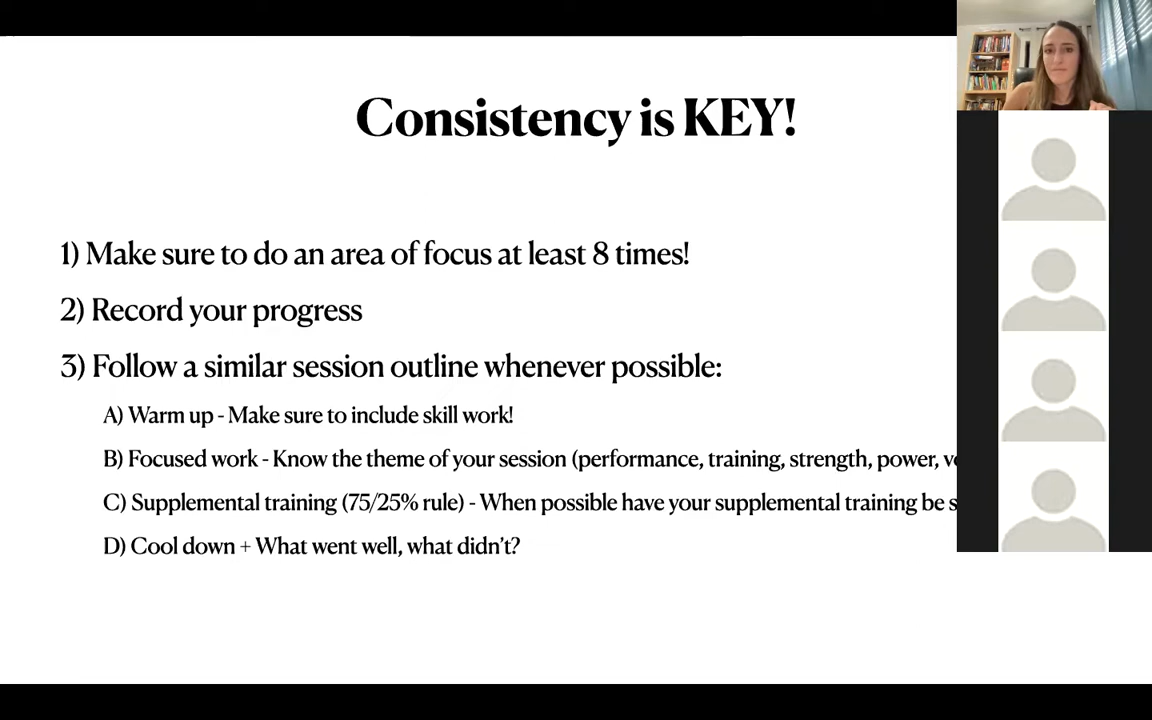 Consistency is KEY!
1) Make sure to do an area of focus at least 8 times!
2) Record your progress
3) Follow a similar session outline whenever possible:
A) Warm up - Make sure to include skill work!
B) Focused work - Know the theme of your session (performance, training, strength, power,
C) Supplemental training (75/25% rule) - When possible have your supplemental training be
D) Cool down + What went well, what didn't?